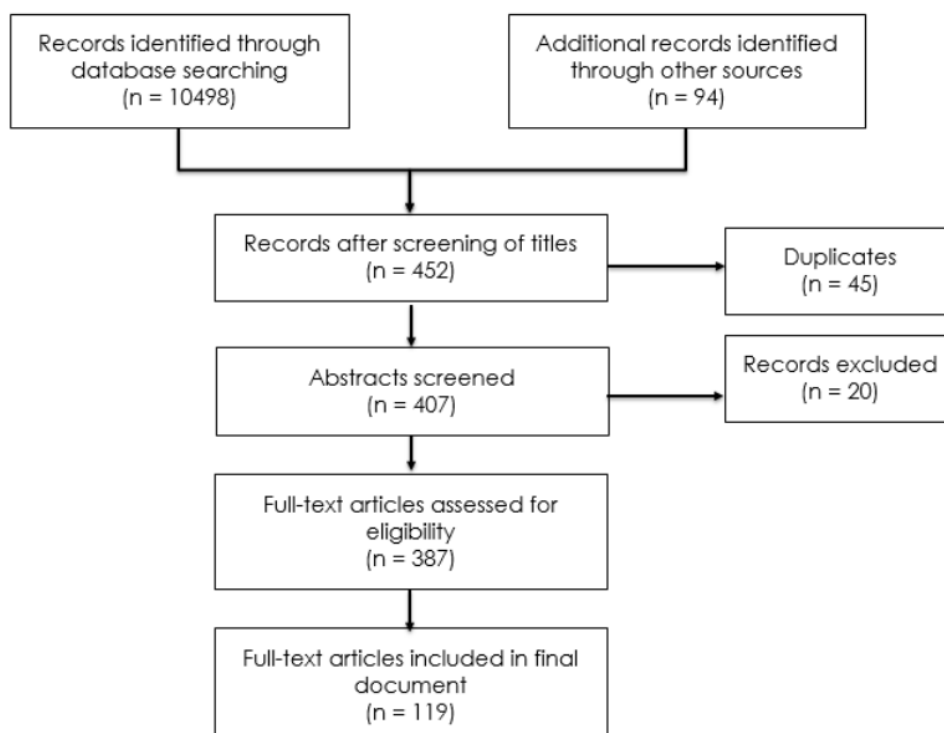 Records identified through
database searching
(n = 10498)
Additional records identified
through other sources
(n = 94)
Records after screening of titles
(n = 452)
Duplicates
(n = 45)
Abstracts screened
(n = 407)
Records excluded
(n = 20)
Full-text articles assessed for
eligibility
(n = 387)
Full-text articles included in final
document
(n = 119)